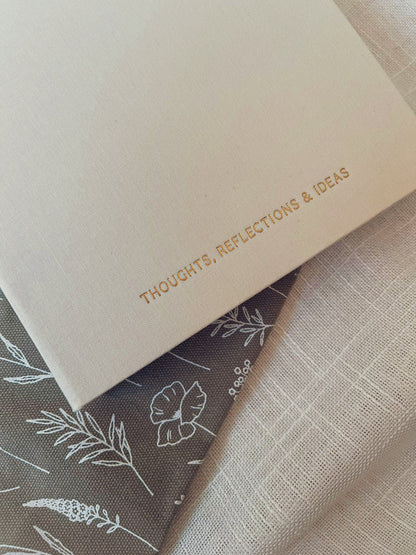 THOUGHTS, REFLECTIONS & IDEAS